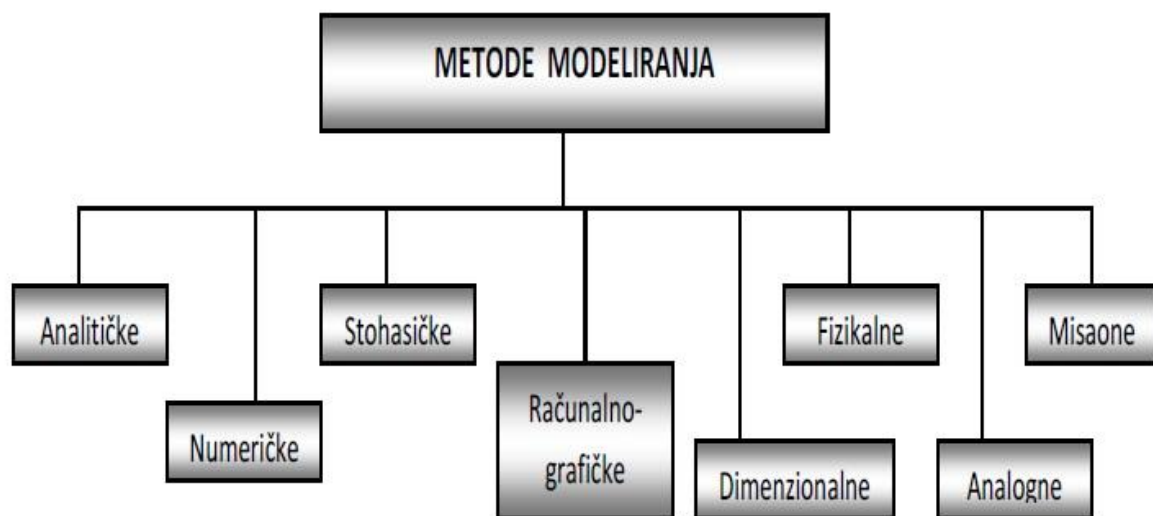 METODE MODELIRANJA
Analitičke
Numeričke
Stohasičke
Računalno-
grafičke
Dimenzionalne
Fizikalne
Analogne
Misaone